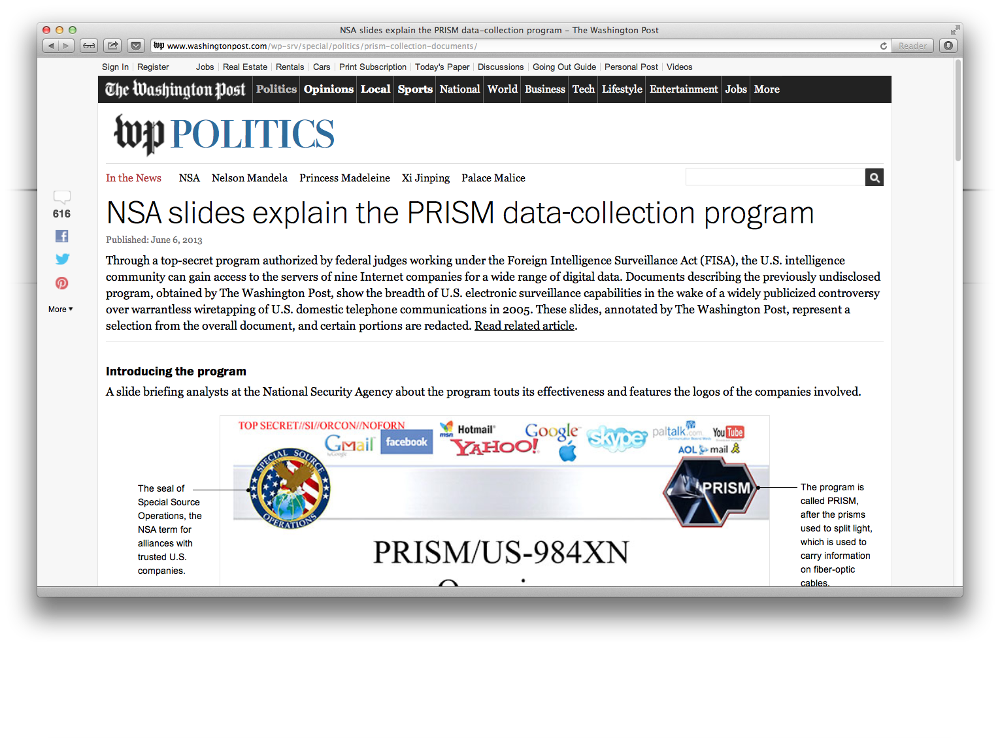 NSA slides explain the PRISM data-collection program – The Washington Post
www.washingtonpost.com/wp-srv/special/politics/prism-collection-documents/
Reader
Sign In Register Jobs Real Estate Rentals Cars Print Subscription Today's Paper Discussions Going Out Guide Personal Post Videos
The Washington Post Politics Opinions Local Sports National World Business Tech Lifestyle Entertainment Jobs More
wp POLITICS
In the News NSA Nelson Mandela Princess Madeleine Xi Jinping Palace Malice
616
More
NSA slides explain the PRISM data-collection program
Published: June 6, 2013
Through a top-secret program authorized by federal judges working under the Foreign Intelligence Surveillance Act (FISA), the U.S. intelligence
community can gain access to the servers of nine Internet companies for a wide range of digital data. Documents describing the previously undisclosed
program, obtained by The Washington Post, show the breadth of U.S. electronic surveillance capabilities in the wake of a widely publicized controversy
over warrantless wiretapping of U.S. domestic telephone communications in 2005. These slides, annotated by The Washington Post, represent a
selection from the overall document, and certain portions are redacted. Read related article.
Introducing the program
A slide briefing analysts at the National Security Agency about the program touts its effectiveness and features the logos of the companies involved.
TOP SECRET//SI//ORCON//NOFORN
Gmail
by Google
facebook
msn Hotmail
YAHOO!
Google
skype
paltalk.com
YouTube
AOL mail
SPECIAL SOURCE OPERATIONS
PRISM
The seal of
Special Source
Operations, the
NSA term for
alliances with
trusted U.S.
companies.
The program is
called PRISM,
after the prisms
used to split light,
which is used to
carry information
on fiber-optic
cables.
PRISM/US-984XN